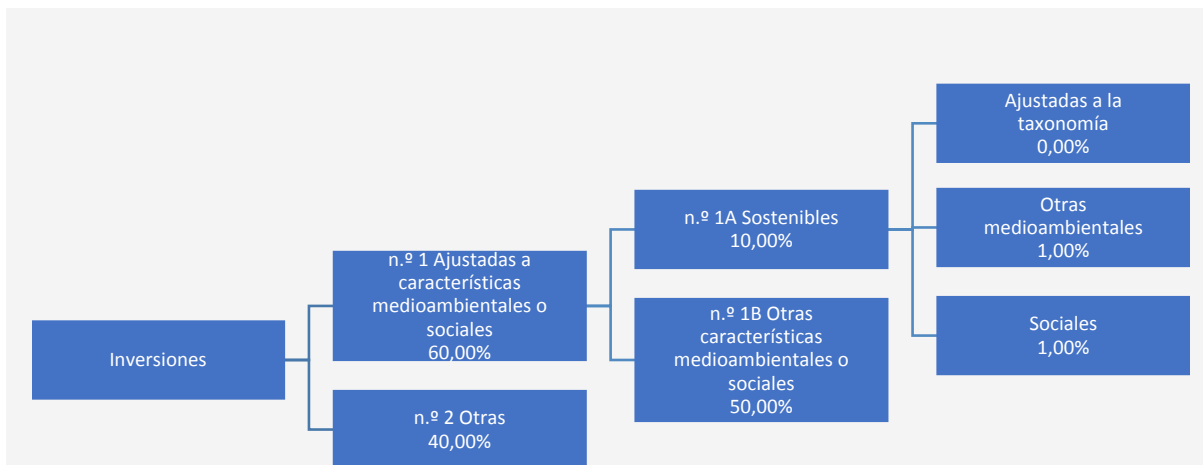 Inversiones
n.º 1 Ajustadas a
características
medioambientales o
sociales
60,00%
n.º 2 Otras
40,00%
n.º 1A Sostenibles
10,00%
n.º 1B Otras
características
medioambientales o
sociales
50,00%
Ajustadas a la
taxonomía
0,00%
Otras
medioambientales
1,00%
Sociales
1,00%